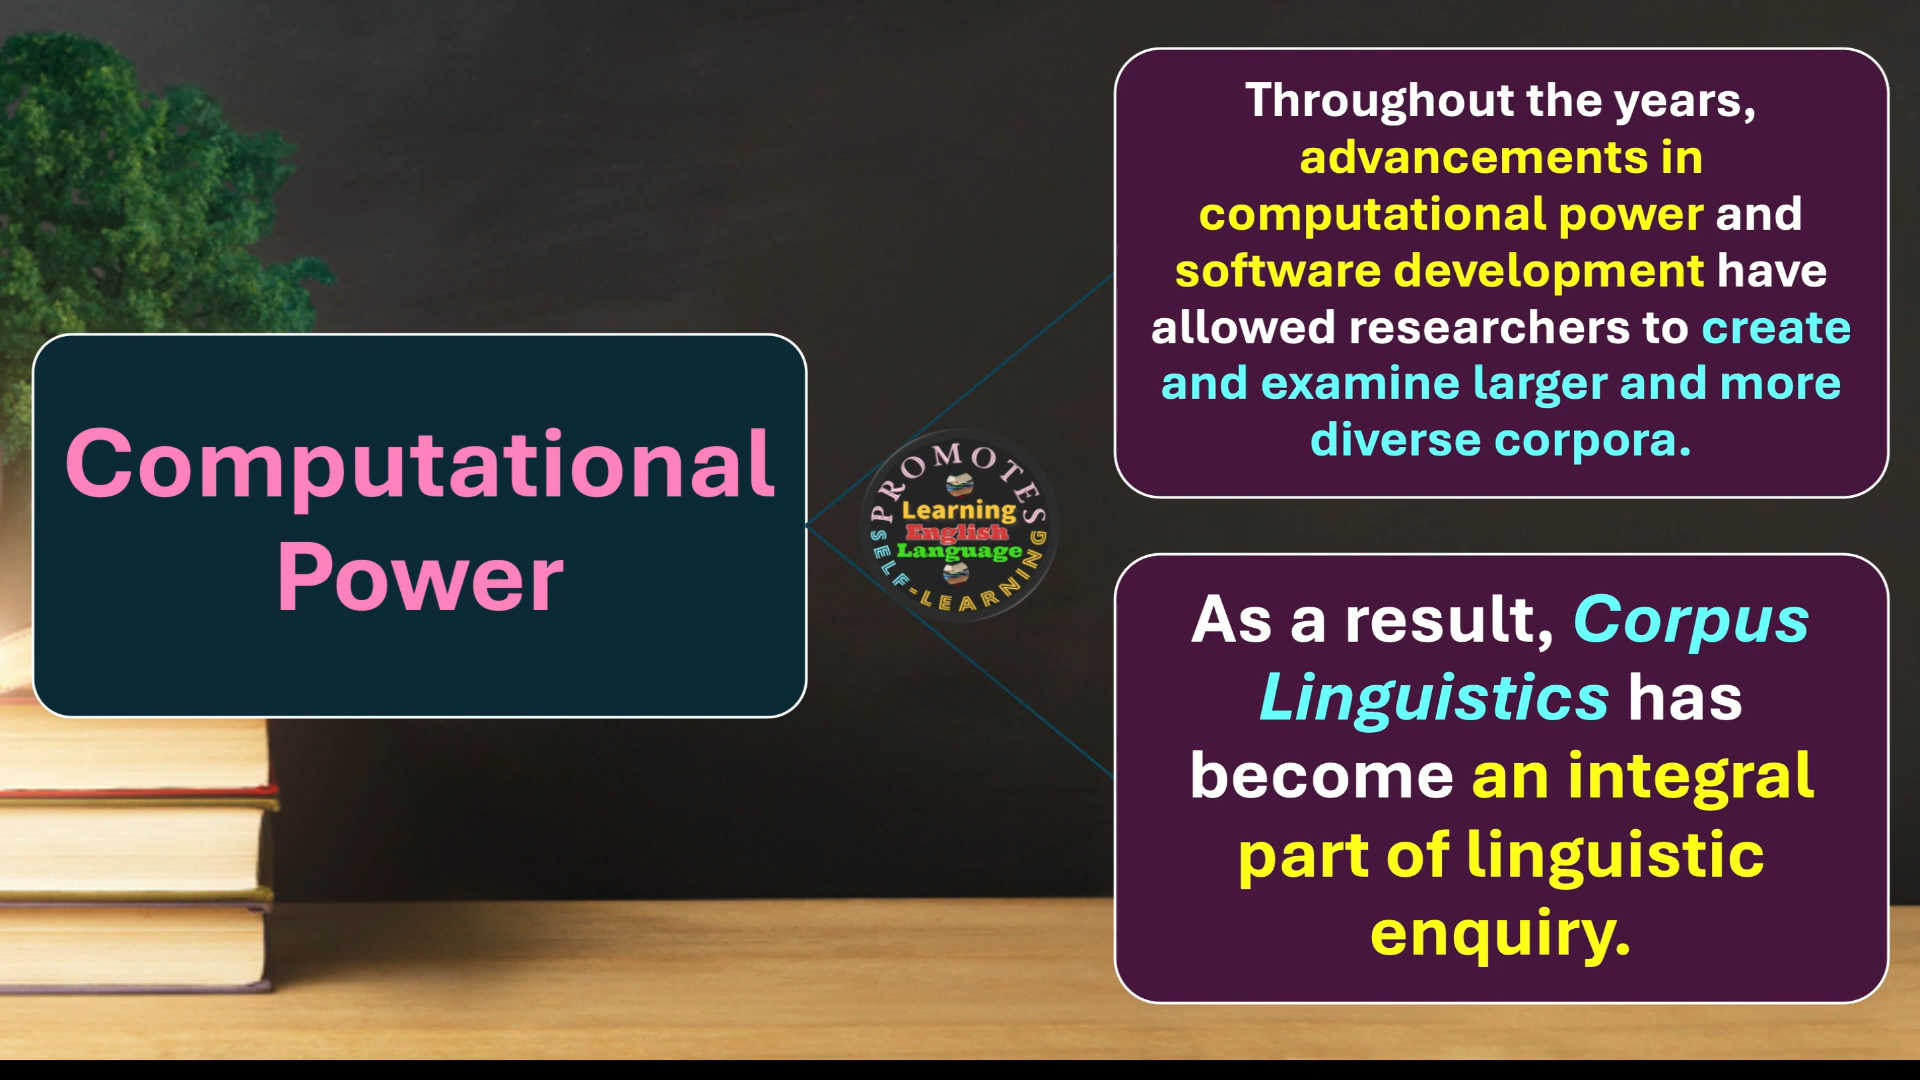 Computational
Power
Throughout the years,
advancements in
computational power and
software development have
allowed researchers to create
and examine larger and more
diverse corpora.
PROMOTES
Learning
English
Language
SELF-LEARNING
As a result, Corpus
Linguistics has
become an integral
part of linguistic
enquiry.